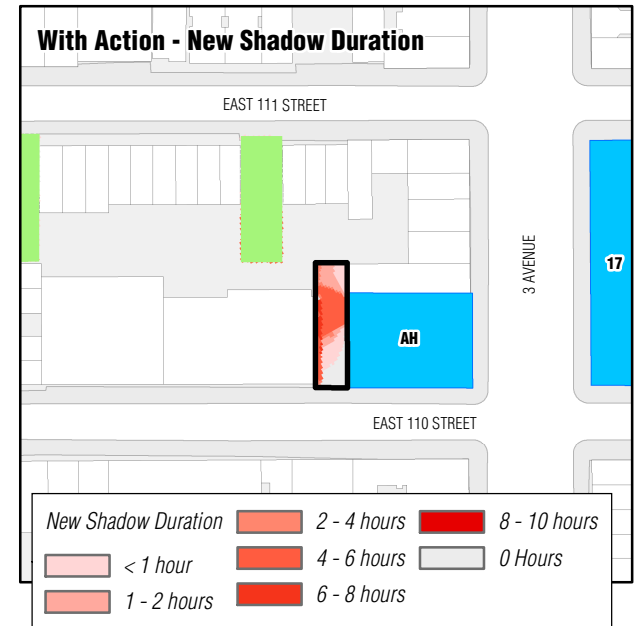 With Action - New Shadow Duration
EAST 111 STREET
3 AVENUE
17
AH
EAST 110 STREET
New Shadow Duration
< 1 hour
1 - 2 hours
2 - 4 hours
4 - 6 hours
6 - 8 hours
8 - 10 hours
0 Hours